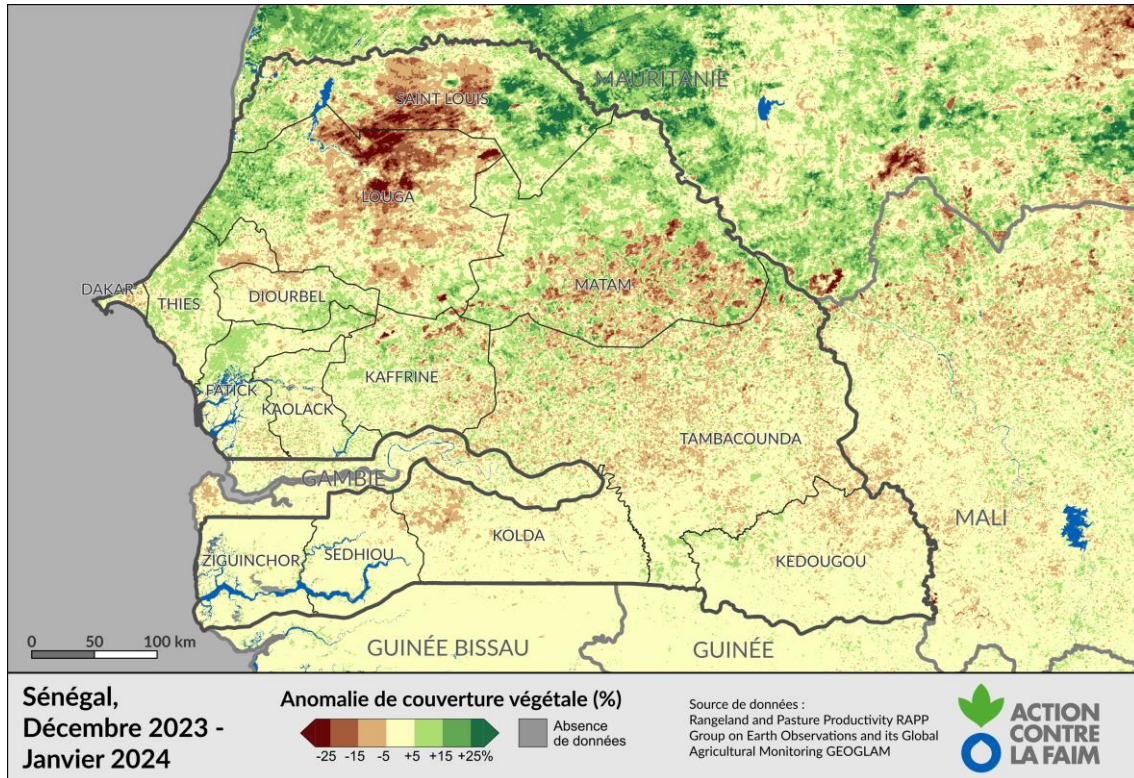 MAURITANIE
SAINT LOUIS
LOUGA
DAKAR
THIES
DIOURBEL
MATAM
FATICK
KAOLACK
KAFFRINE
TAMBACOUNDA
GAMBIE
MALI
ZIGUINCHOR
SEDHIOU
KOLDA
KEDOUGOU
0 50 100 km
GUINÉE BISSAU
GUINÉE
Sénégal,
Décembre 2023 -
Janvier 2024
Anomalie de couverture végétale (%)
-25 -15 -5 +5 +15 +25%
Absence
de données
Source de données :
Rangeland and Pasture Productivity RAPP
Group on Earth Observations and its Global
Agricultural Monitoring GEOGLAM
ACTION
CONTRE
LA FAIM